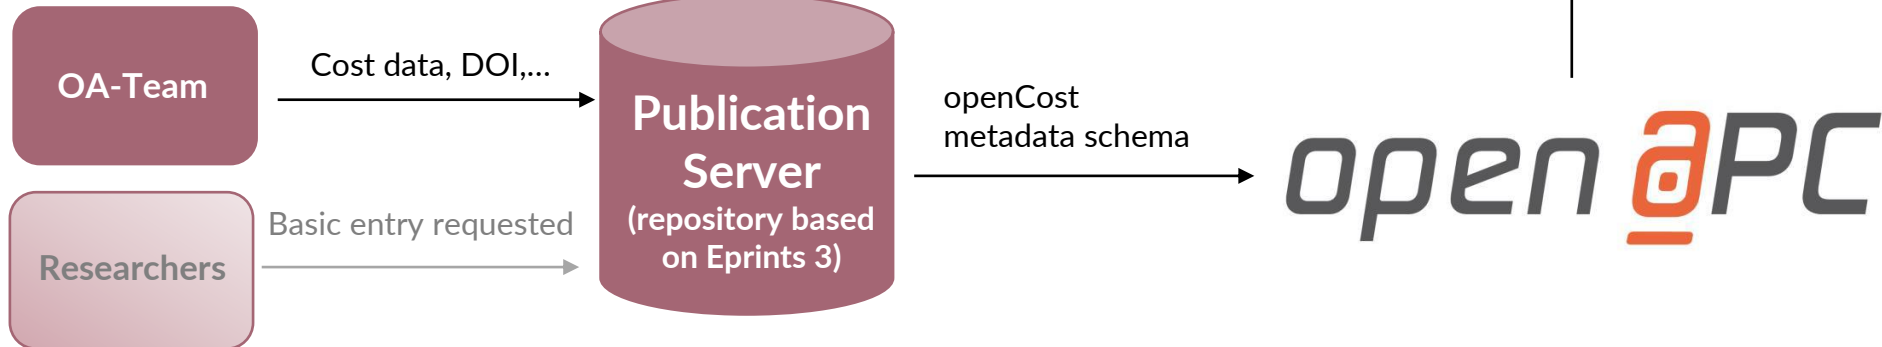 OA-Team
Cost data, DOI,...
Researchers
Basic entry requested
Publication
Server
(repository based
on Eprints 3)
openCost
metadata schema
open aPC